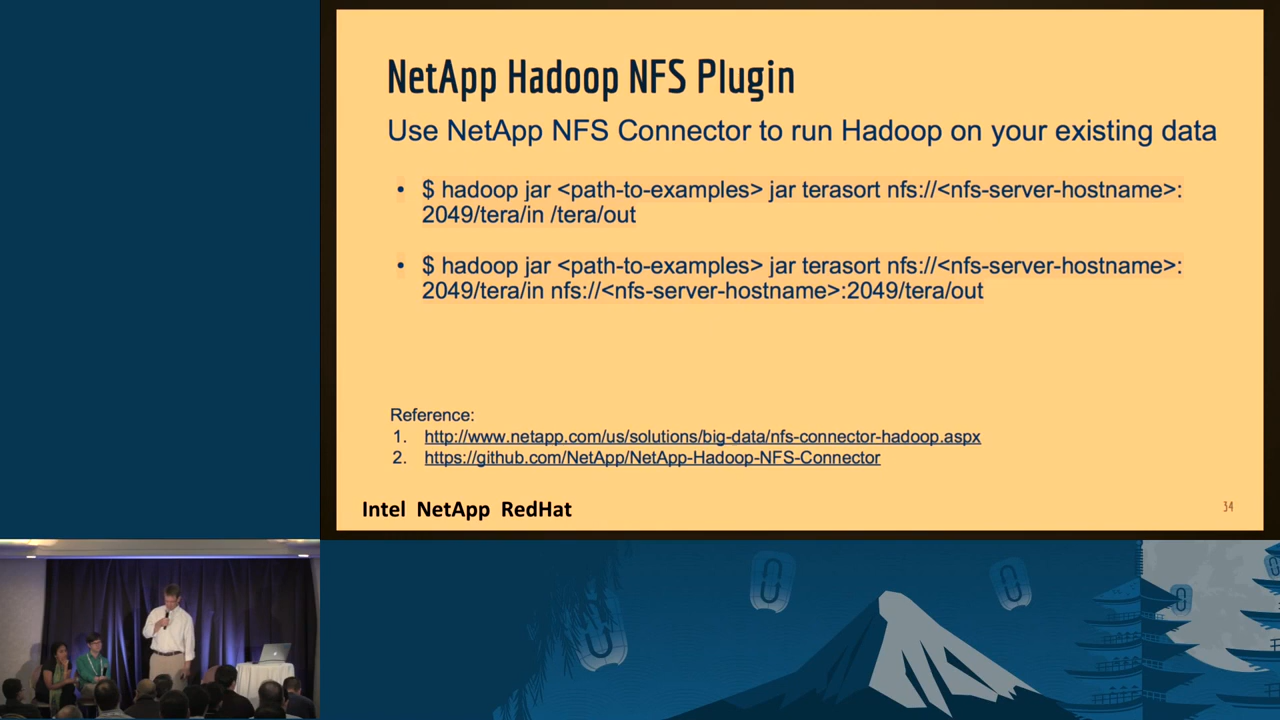 NetApp Hadoop NFS Plugin
Use NetApp NFS Connector to run Hadoop on your existing data
• $ hadoop jar <path-to-examples> jar terasort nfs://<nfs-server-hostname>:
2049/tera/in /tera/out
• $ hadoop jar <path-to-examples> jar terasort nfs://<nfs-server-hostname>:
2049/tera/in nfs://<nfs-server-hostname>:2049/tera/out
Reference:
1. http://www.netapp.com/us/solutions/big-data/nfs-connector-hadoop.aspx
2. https://github.com/NetApp/NetApp-Hadoop-NFS-Connector
Intel NetApp RedHat
34